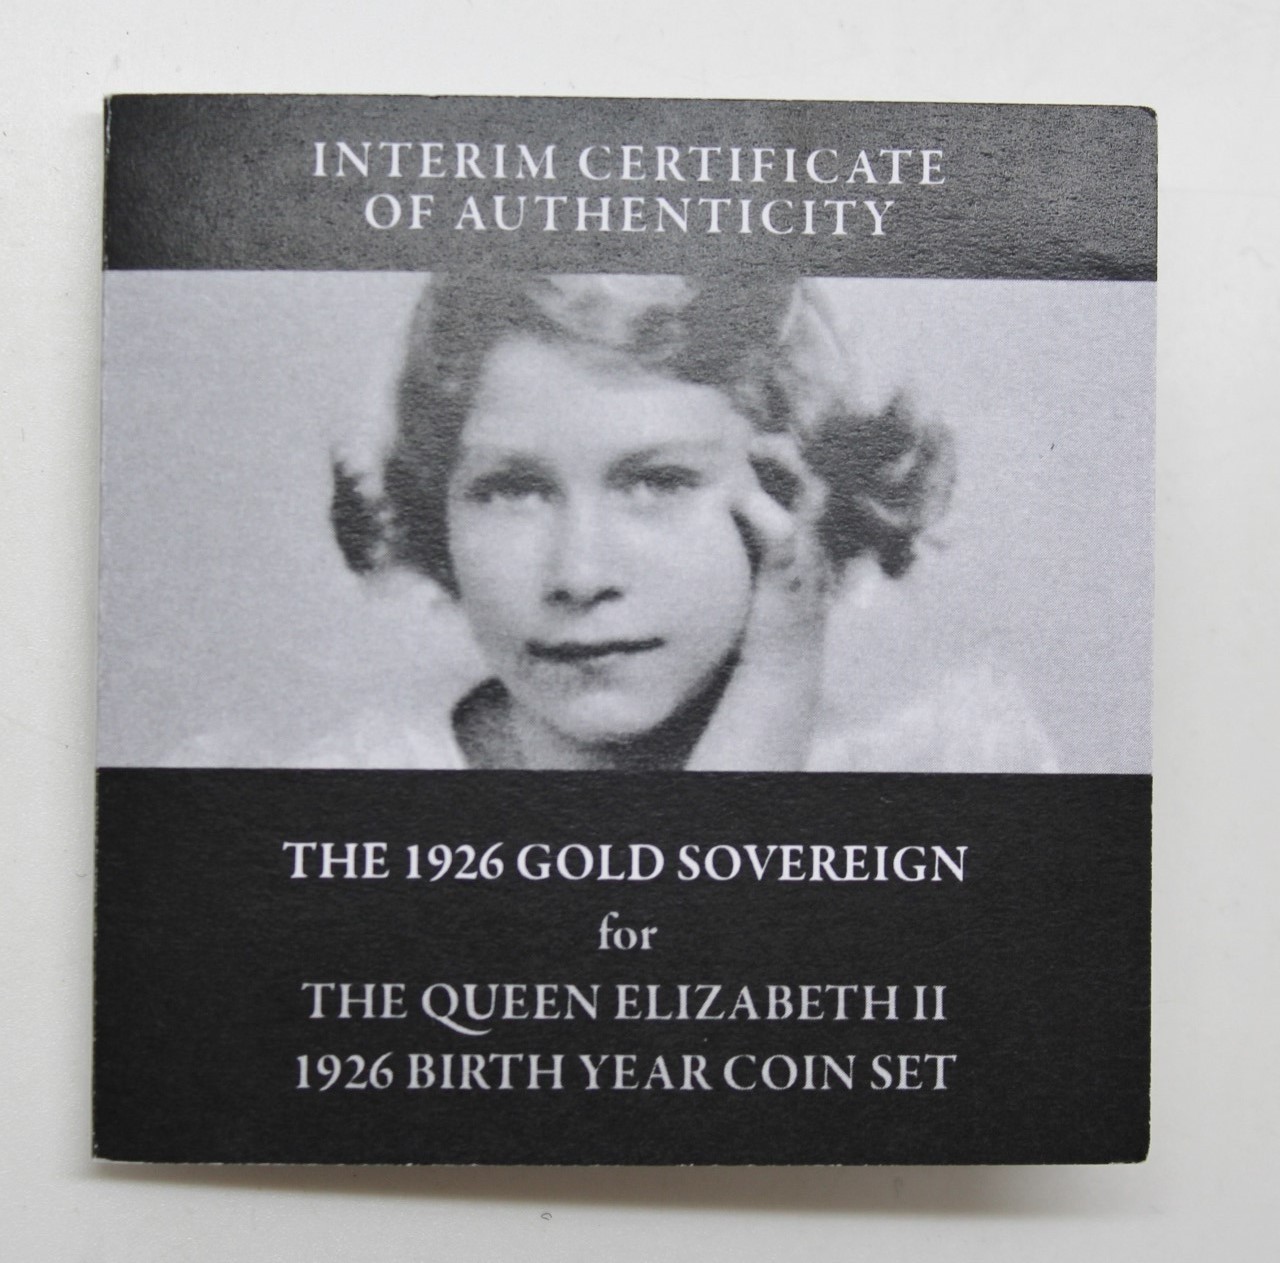 INTERIM CERTIFICATE
OF AUTHENTICITY
THE 1926 GOLD SOVEREIGN
for
THE QUEEN ELIZABETH II
1926 BIRTH YEAR COIN SET